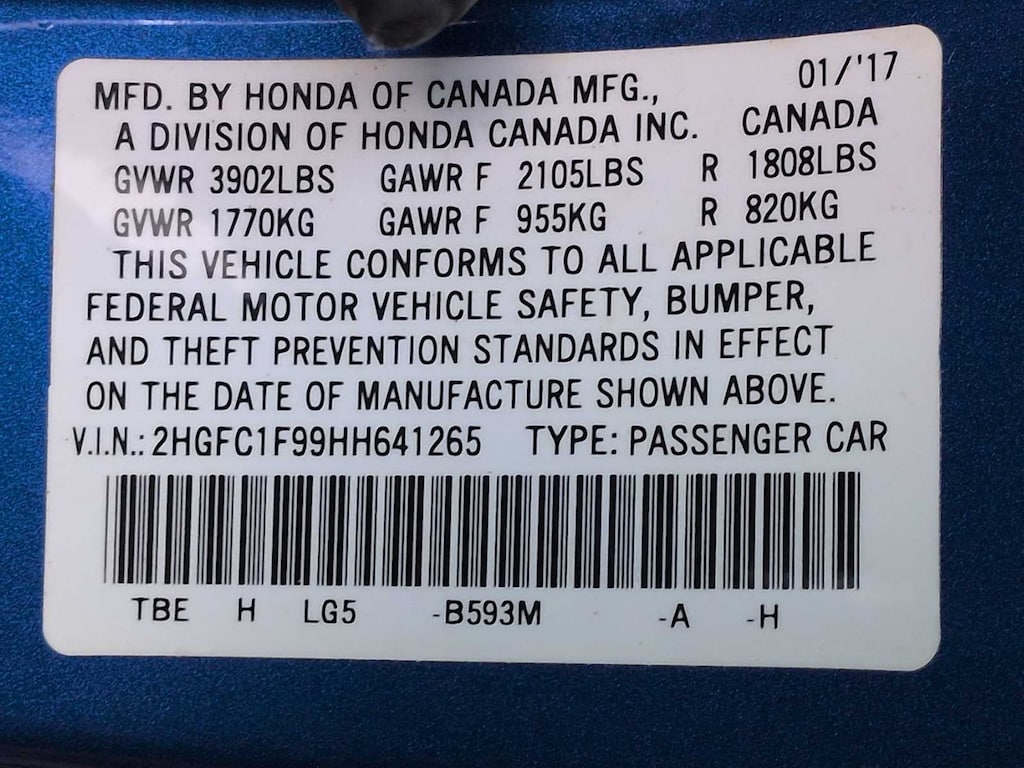 MFD. BY HONDA OF CANADA MFG., 01/'17
A DIVISION OF HONDA CANADA INC. CANADA
GVWR 3902LBS GAWR F 2105LBS R 1808LBS
GVWR 1770KG GAWR F 955KG R 820KG
THIS VEHICLE CONFORMS TO ALL APPLICABLE
FEDERAL MOTOR VEHICLE SAFETY, BUMPER,
AND THEFT PREVENTION STANDARDS IN EFFECT
ON THE DATE OF MANUFACTURE SHOWN ABOVE.
V.I.N.: 2HGFC1F99HH641265 TYPE: PASSENGER CAR
TBE H LG5 -B593M -A -H